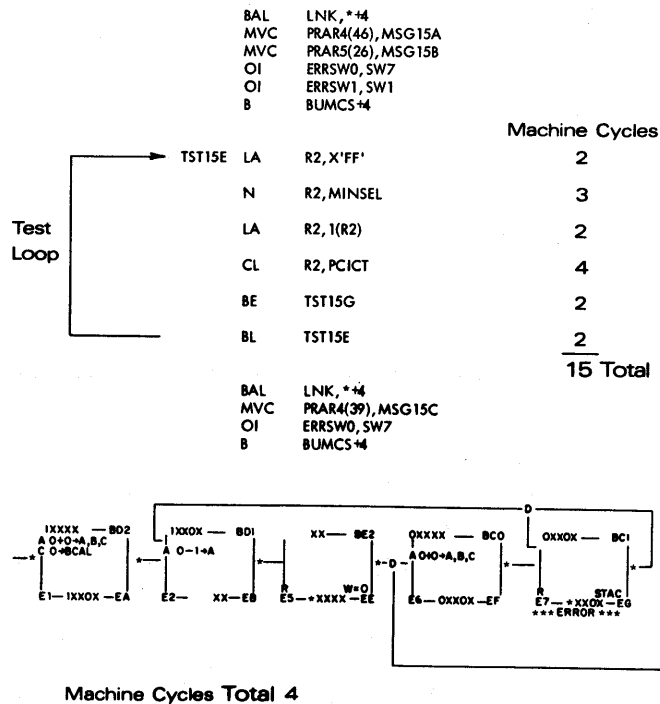 BAL LNK,*+4
MVC PRAR4(46),MSG15A
MVC PRAR5(26),MSG15B
OI ERRSW0,SW7
OI ERRSW1,SW1
B BUMCS+4
Machine Cycles
TST15E LA R2,X'FF' 2
N R2,MINSEL 3
Test
Loop
LA R2,1(R2) 2
CL R2,PCICT 4
BE TST15G 2
BL TST15E 2
15 Total
BAL LNK,*+4
MVC PRAR4(39),MSG15C
OI ERRSW0,SW7
B BUMCS+4
D
1XXXX — BD2 1XX0X — BD1 XX — BE2 0XXXX — BC0 0XX0X — BC1
A 0+0→A,B,C A 0-1→A A 0+0→A,B,C
* C 0→BCAL * * * D * *
R W=0 R STAC
E1— 1XX0X —EA E2— XX—EB E5—*XXXX —EE E6— 0XX0X —EF E7— *XX0X —EG
*** ERROR ***
Machine Cycles Total 4